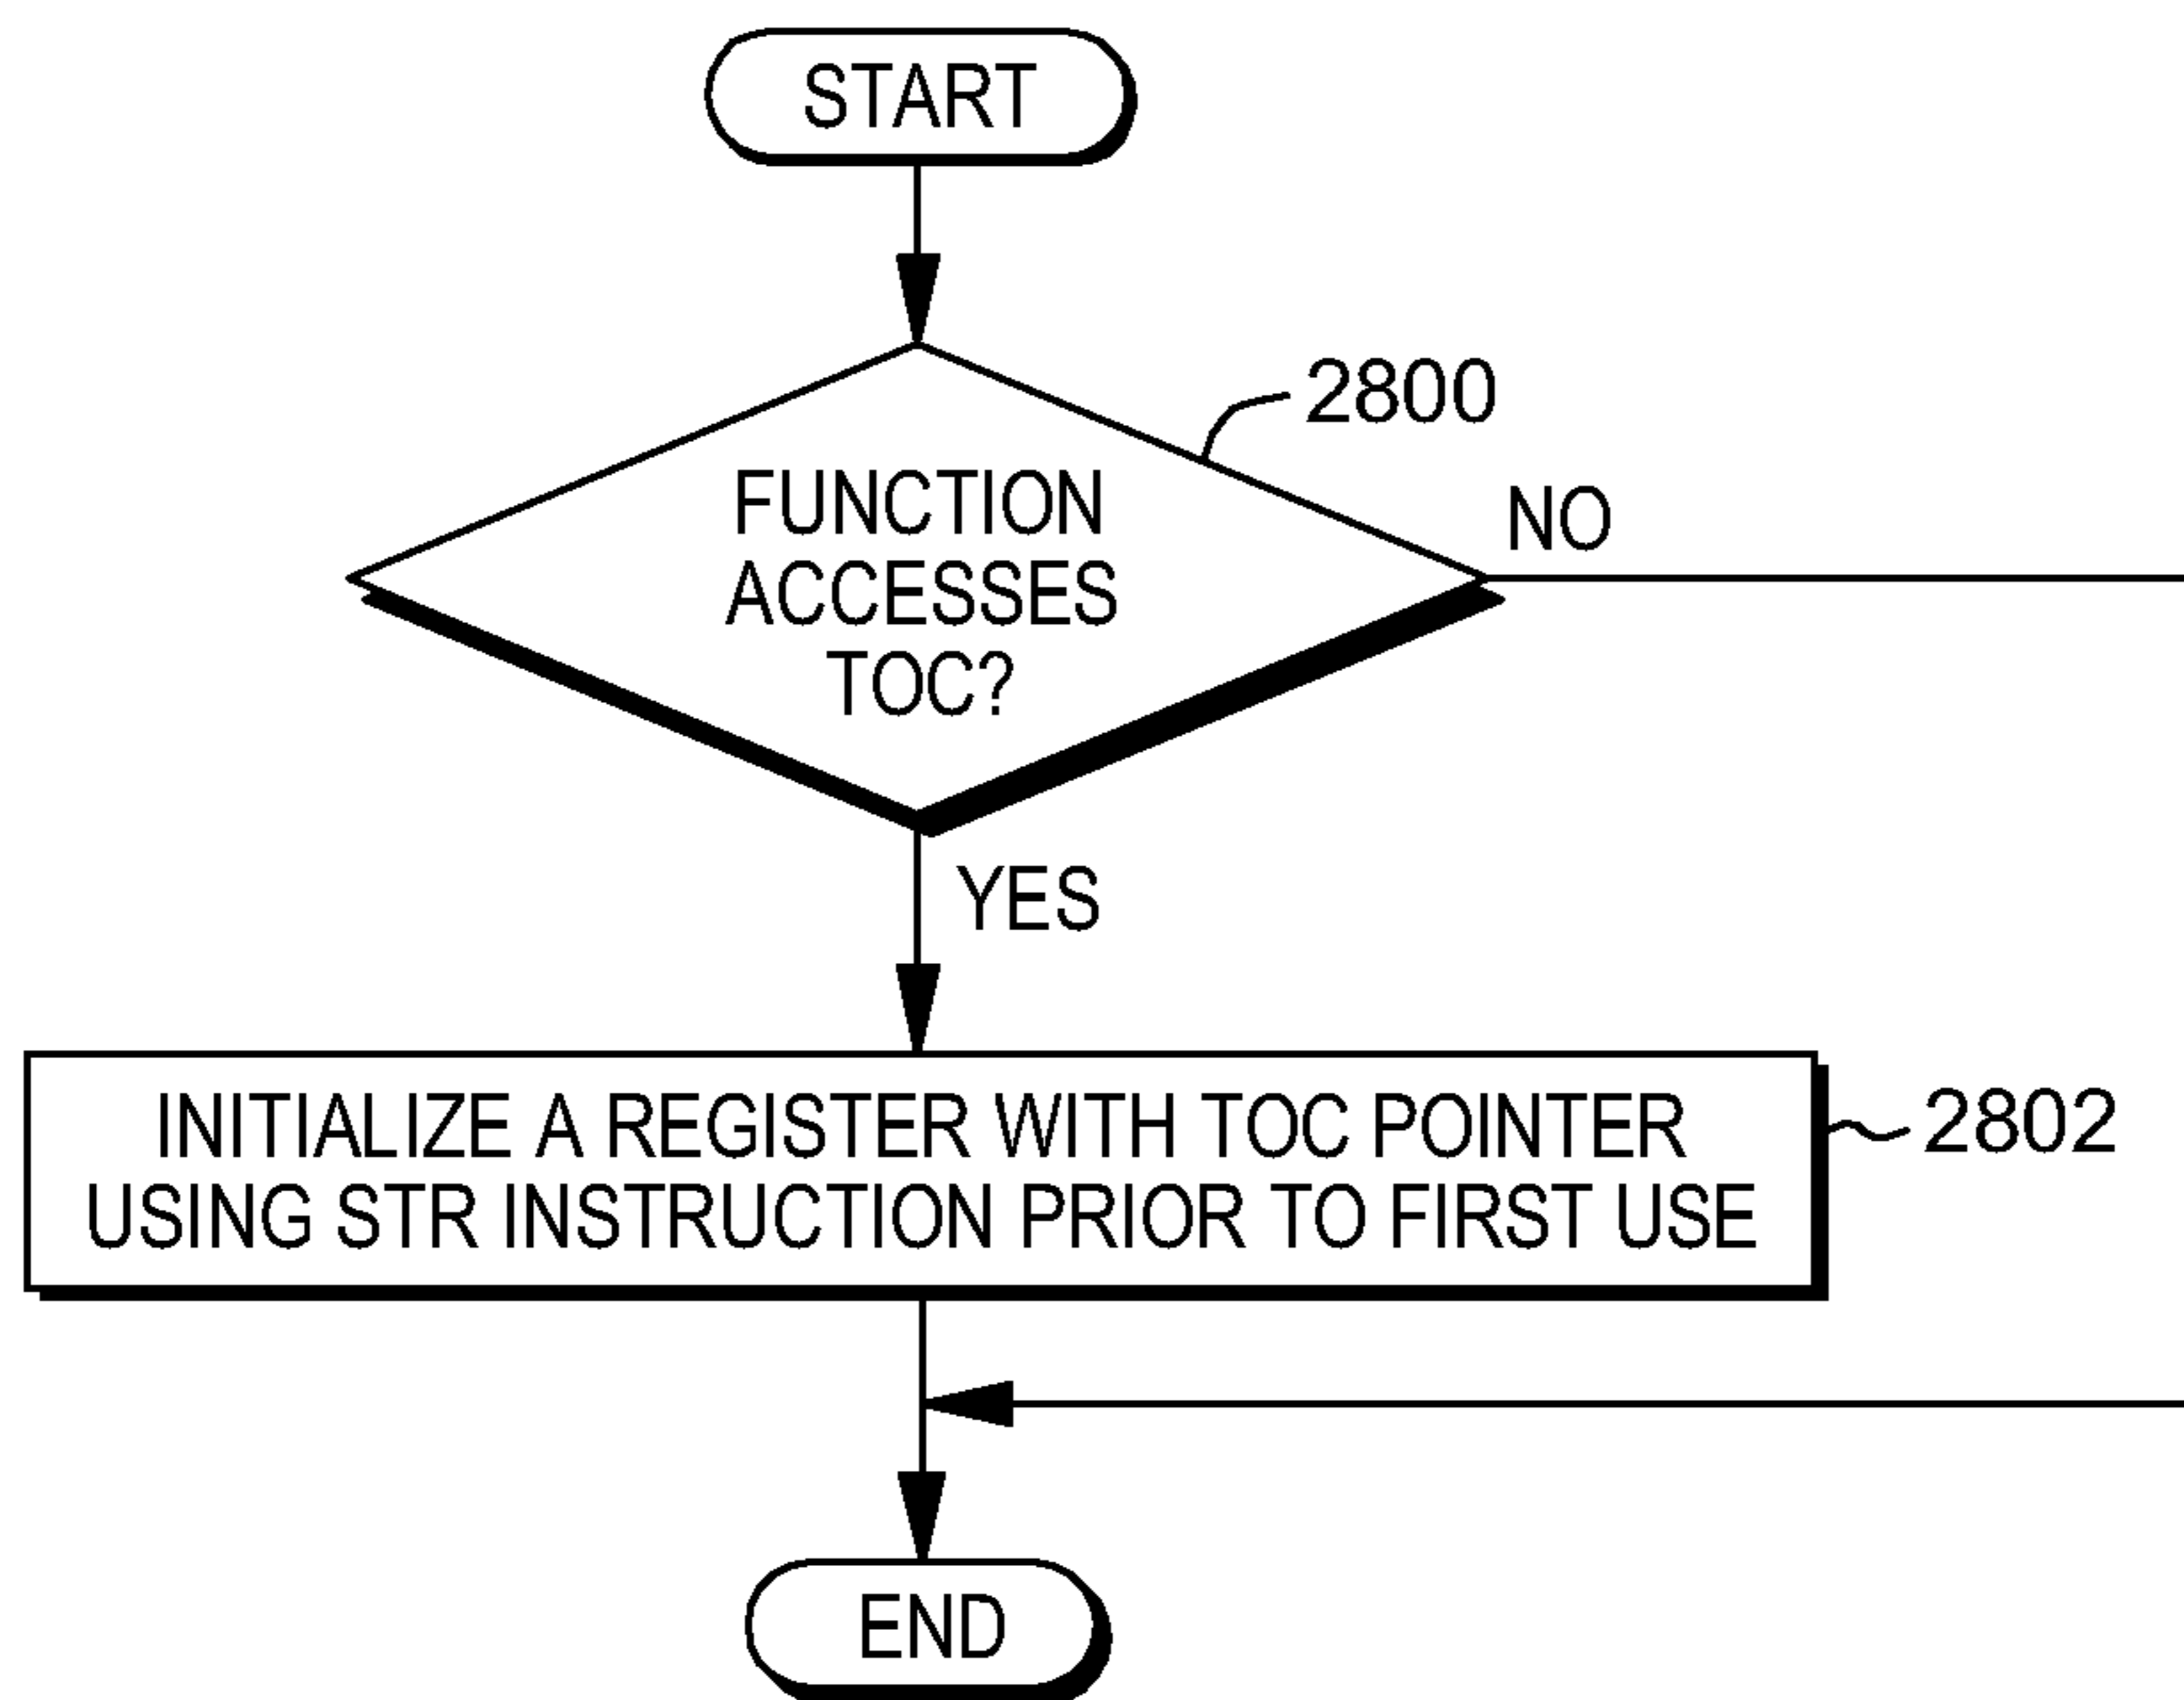 START
2800
FUNCTION
ACCESSES
TOC?
NO
YES
INITIALIZE A REGISTER WITH TOC POINTER
USING STR INSTRUCTION PRIOR TO FIRST USE
2802
END